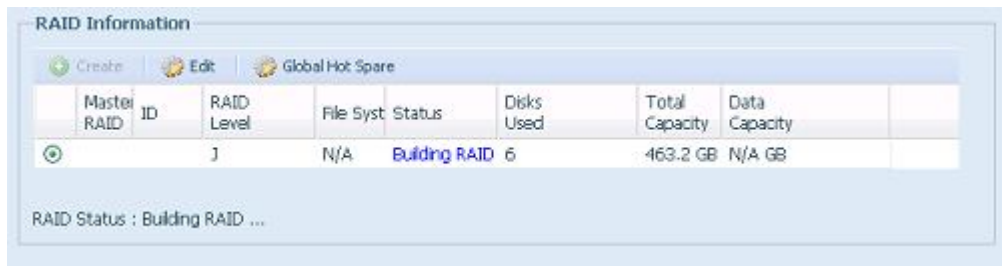 RAID Information
Create Edit Global Hot Spare
Master RAID ID RAID Level File Syst Status Disks Used Total Capacity Data Capacity
J N/A Building RAID 6 463.2 GB N/A GB
RAID Status : Building RAID ...